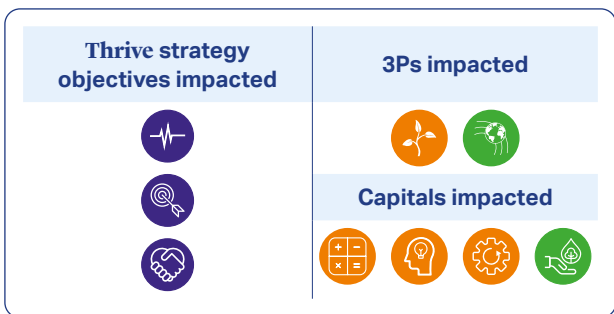 Thrive strategy
objectives impacted
3Ps impacted
Capitals impacted